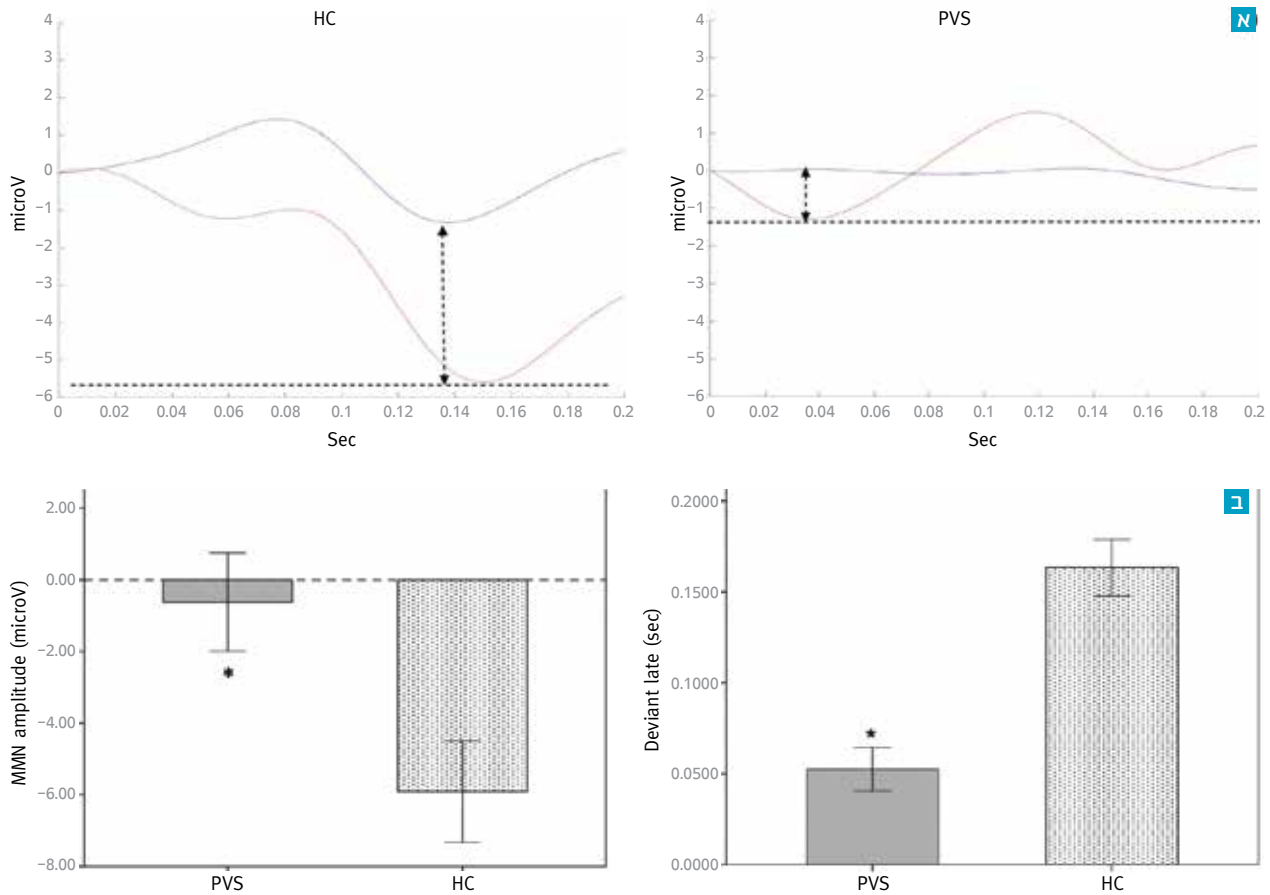 HC
4
3
2
1
0
−1
−2
−3
−4
−5
−6
microV
0 0.02 0.04 0.06 0.08 0.1 0.12 0.14 0.16 0.18 0.2
Sec
PVS
א
4
3
2
1
0
−1
−2
−3
−4
−5
−6
microV
0 0.02 0.04 0.06 0.08 0.1 0.12 0.14 0.16 0.18 0.2
Sec
2.00
0.00
−2.00
−4.00
−6.00
−8.00
MMN amplitude (microV)
*
PVS HC
ב
0.2000
0.1500
0.1000
0.0500
0.0000
Deviant late (sec)
*
PVS HC